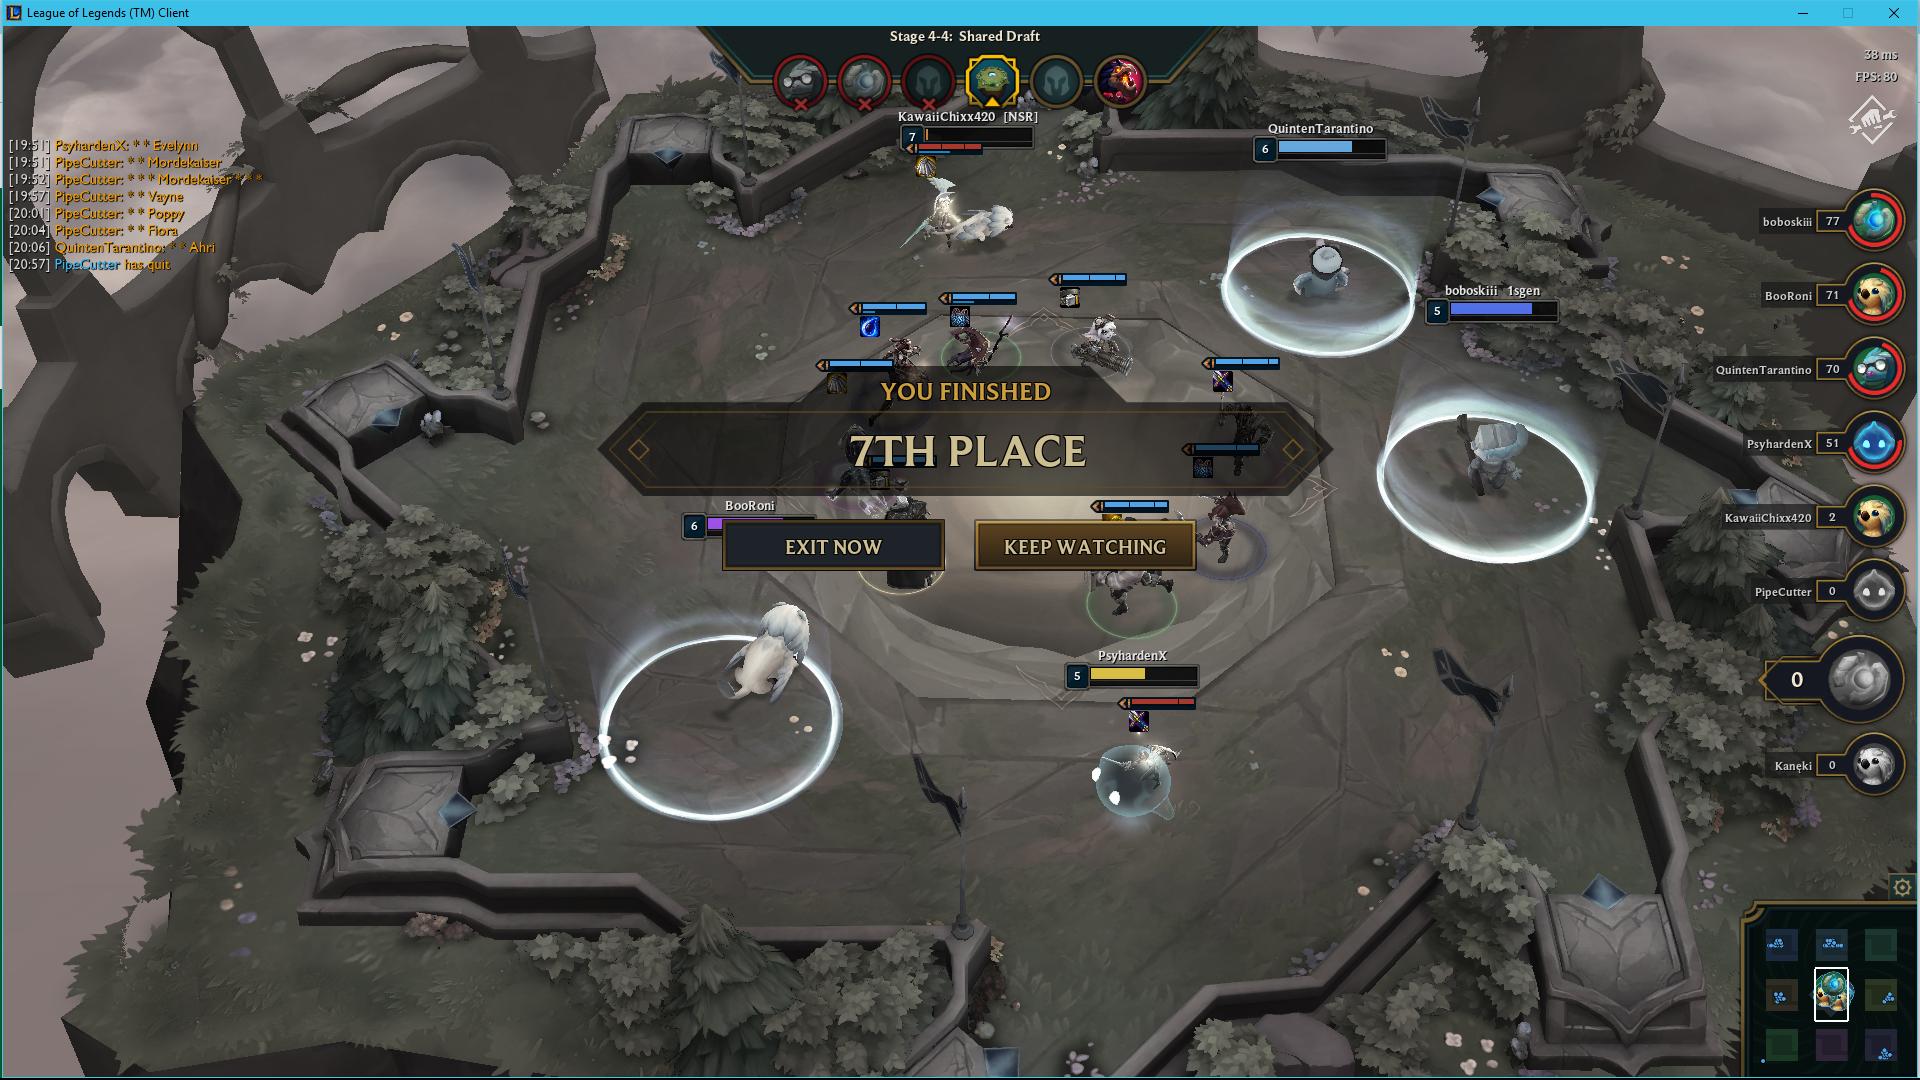 League of Legends (TM) Client
Stage 4-4: Shared Draft
38 ms
FPS: 80
KawaiiChixx420 [NSR]
7
QuintenTarantino
6
[19:51] PsyhardenX: * * Evelynn
[19:51] PipeCutter: * * Mordekaiser
[19:52] PipeCutter: * * * Mordekaiser * * *
[19:57] PipeCutter: * * Vayne
[20:01] PipeCutter: * * Poppy
[20:04] PipeCutter: * * Fiora
[20:06] QuintenTarantino: * * Ahri
[20:57] PipeCutter has quit
boboskiii 1sgen
5
boboskiii 77
BooRoni 71
QuintenTarantino 70
PsyhardenX 51
KawaiiChixx420 2
PipeCutter 0
0
Kanęki 0
YOU FINISHED
7TH PLACE
BooRoni
6
EXIT NOW
KEEP WATCHING
PsyhardenX
5